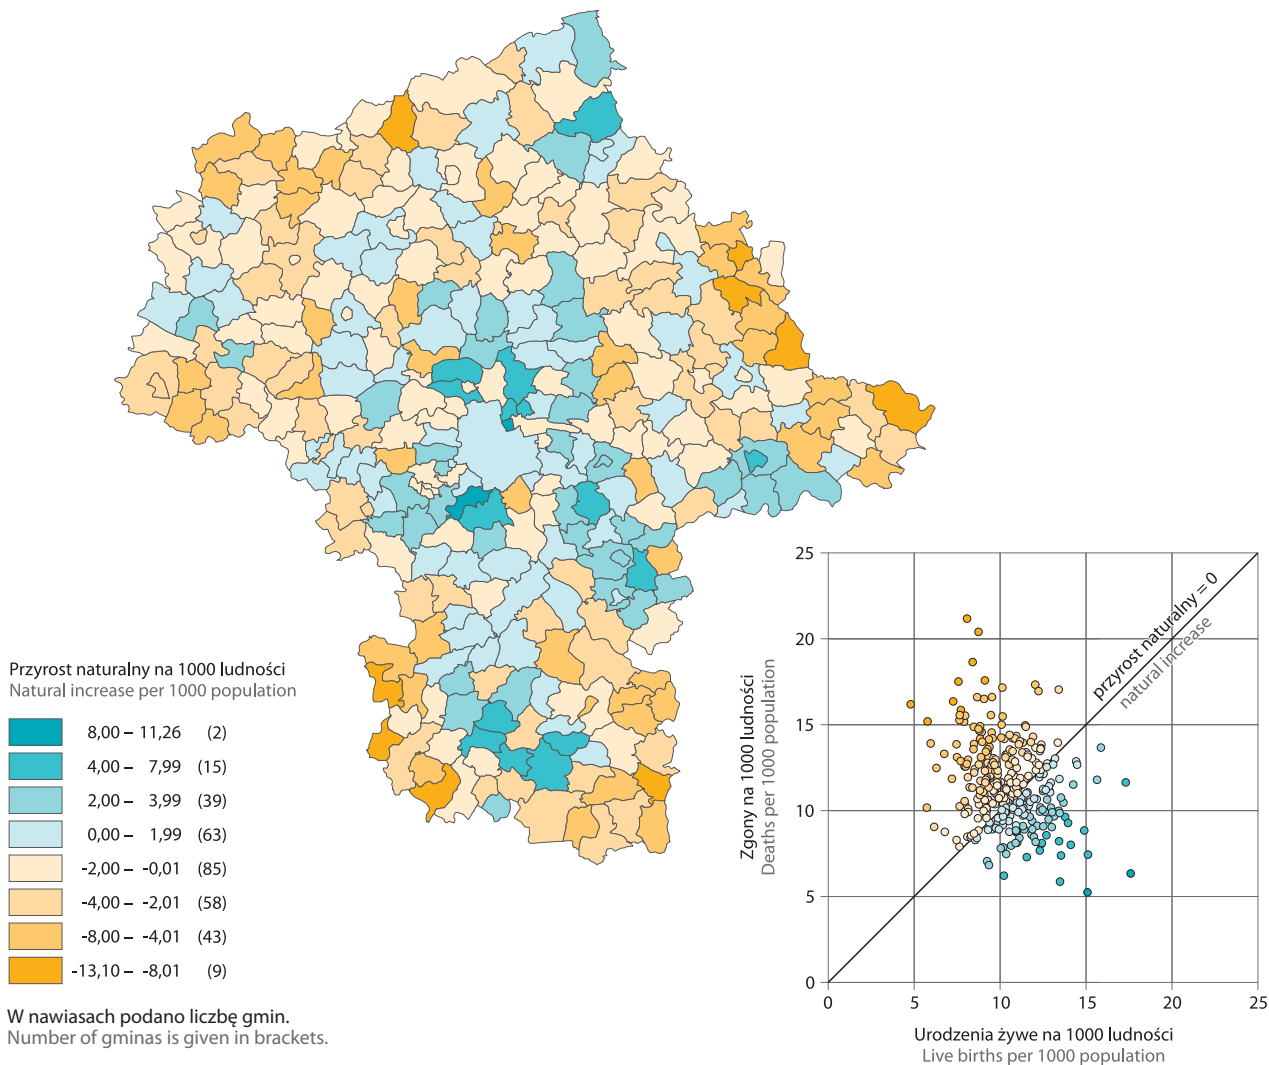 Przyrost naturalny na 1000 ludności
Natural increase per 1000 population
8,00 – 11,26 (2)
4,00 – 7,99 (15)
2,00 – 3,99 (39)
0,00 – 1,99 (63)
-2,00 – -0,01 (85)
-4,00 – -2,01 (58)
-8,00 – -4,01 (43)
-13,10 – -8,01 (9)
W nawiasach podano liczbę gmin.
Number of gminas is given in brackets.
Zgony na 1000 ludności
Deaths per 1000 population
25
20
15
10
5
0
przyrost naturalny = 0
natural increase
0 5 10 15 20 25
Urodzenia żywe na 1000 ludności
Live births per 1000 population